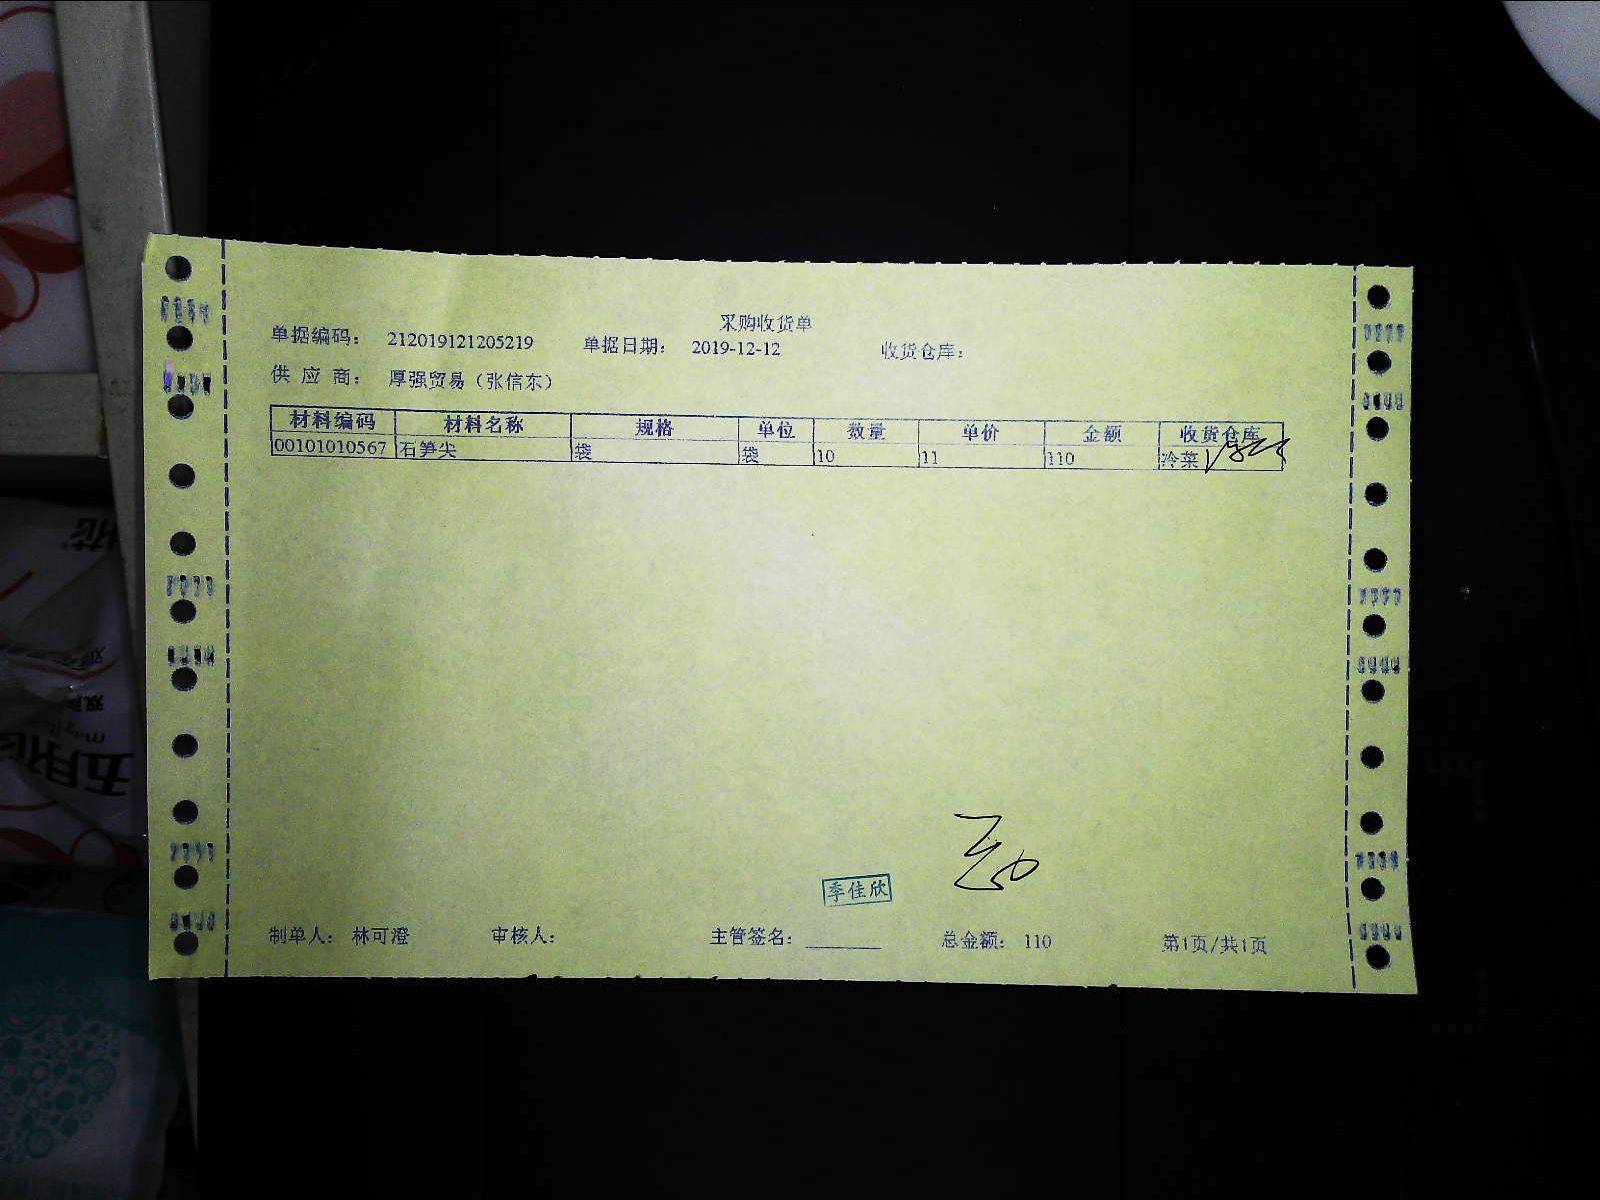 采购收货单
单据编码： 212019121205219 单据日期： 2019-12-12 收货仓库：
供 应 商： 厚强贸易（张信东）
材料编码 材料名称 规格 单位 数量 单价 金额 收货仓库
00101010567 石笋尖 袋 袋 10 11 110 冷菜
季佳欣
制单人： 林可澄 审核人： 主管签名： ________ 总金额： 110 第1页/共1页
五月花